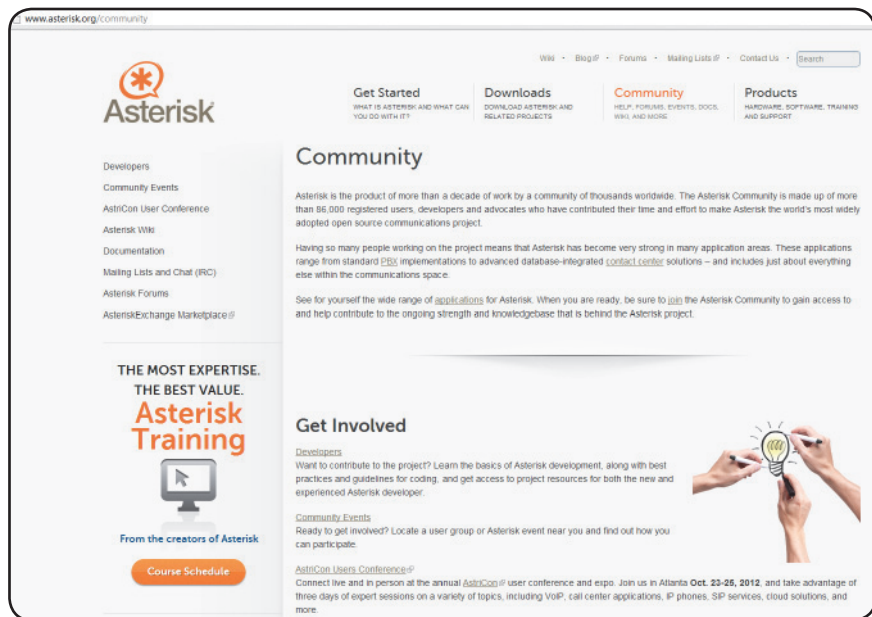 www.asterisk.org/community
Wiki · Blog · Forums · Mailing Lists · Contact Us · Search
Asterisk
Get Started
WHAT IS ASTERISK AND WHAT CAN
YOU DO WITH IT?
Downloads
DOWNLOAD ASTERISK AND
RELATED PROJECTS
Community
HELP, FORUMS, EVENTS, DOCS,
WIKI, AND MORE
Products
HARDWARE, SOFTWARE, TRAINING
AND SUPPORT
Developers
Community Events
AstriCon User Conference
Asterisk Wiki
Documentation
Mailing Lists and Chat (IRC)
Asterisk Forums
AsteriskExchange Marketplace
THE MOST EXPERTISE.
THE BEST VALUE.
Asterisk
Training
From the creators of Asterisk
Course Schedule
Community
Asterisk is the product of more than a decade of work by a community of thousands worldwide. The Asterisk Community is made up of more
than 86,000 registered users, developers and advocates who have contributed their time and effort to make Asterisk the world's most widely
adopted open source communications project.
Having so many people working on the project means that Asterisk has become very strong in many application areas. These applications
range from standard PBX implementations to advanced database-integrated contact center solutions – and includes just about everything
else within the communications space.
See for yourself the wide range of applications for Asterisk. When you are ready, be sure to join the Asterisk Community to gain access to
and help contribute to the ongoing strength and knowledgebase that is behind the Asterisk project.
Get Involved
Developers
Want to contribute to the project? Learn the basics of Asterisk development, along with best
practices and guidelines for coding, and get access to project resources for both the new and
experienced Asterisk developer.
Community Events
Ready to get involved? Locate a user group or Asterisk event near you and find out how you
can participate.
AstriCon Users Conference
Connect live and in person at the annual AstriCon user conference and expo. Join us in Atlanta Oct. 23-25, 2012, and take advantage of
three days of expert sessions on a variety of topics, including VoIP, call center applications, IP phones, SIP services, cloud solutions, and
more.